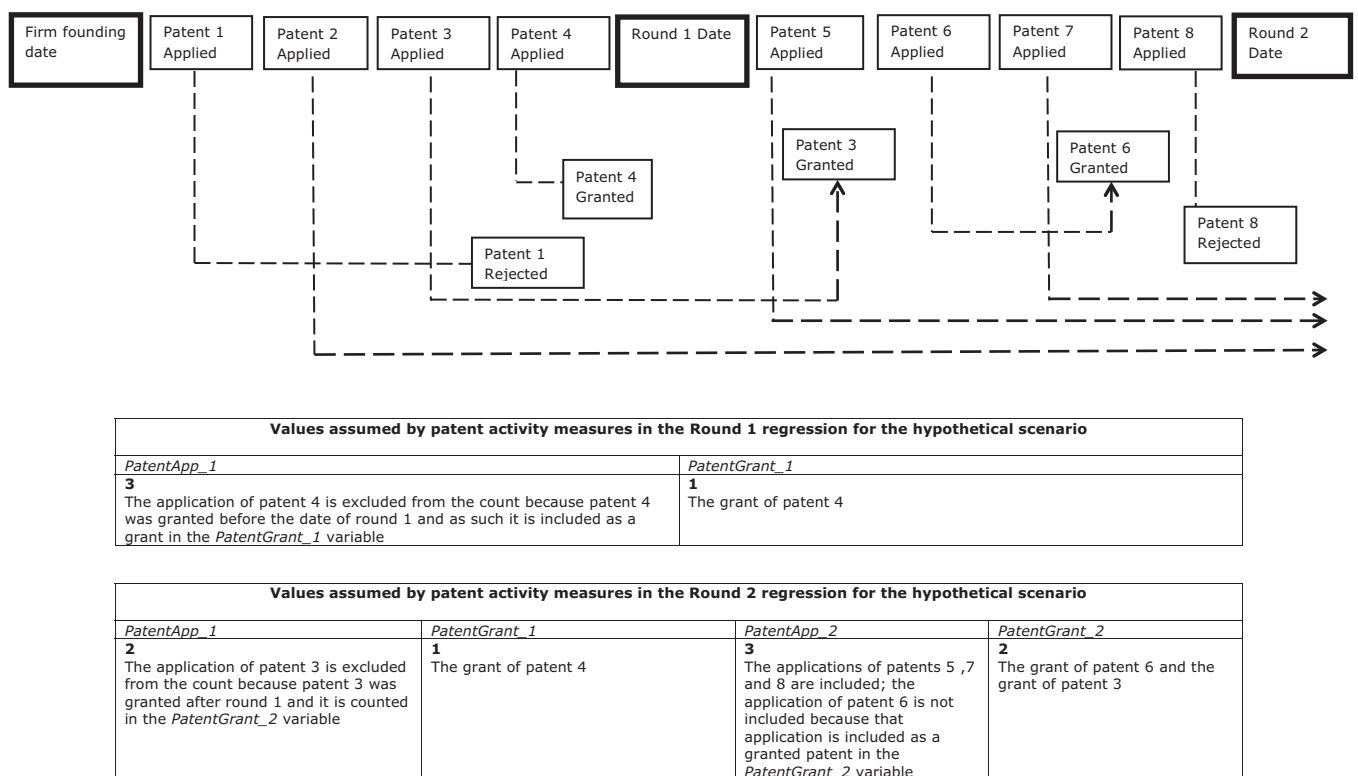 Firm founding
date
Patent 1
Applied
Patent 2
Applied
Patent 3
Applied
Patent 4
Applied
Round 1 Date
Patent 5
Applied
Patent 6
Applied
Patent 7
Applied
Patent 8
Applied
Round 2
Date
Patent 3
Granted
Patent 6
Granted
Patent 4
Granted
Patent 8
Rejected
Patent 1
Rejected
Values assumed by patent activity measures in the Round 1 regression for the hypothetical scenario
PatentApp_1
PatentGrant_1
3
The application of patent 4 is excluded from the count because patent 4
was granted before the date of round 1 and as such it is included as a
grant in the PatentGrant_1 variable
1
The grant of patent 4
Values assumed by patent activity measures in the Round 2 regression for the hypothetical scenario
PatentApp_1
PatentGrant_1
PatentApp_2
PatentGrant_2
2
The application of patent 3 is excluded
from the count because patent 3 was
granted after round 1 and it is counted
in the PatentGrant_2 variable
1
The grant of patent 4
3
The applications of patents 5 ,7
and 8 are included; the
application of patent 6 is not
included because that
application is included as a
granted patent in the
PatentGrant_2 variable
2
The grant of patent 6 and the
grant of patent 3